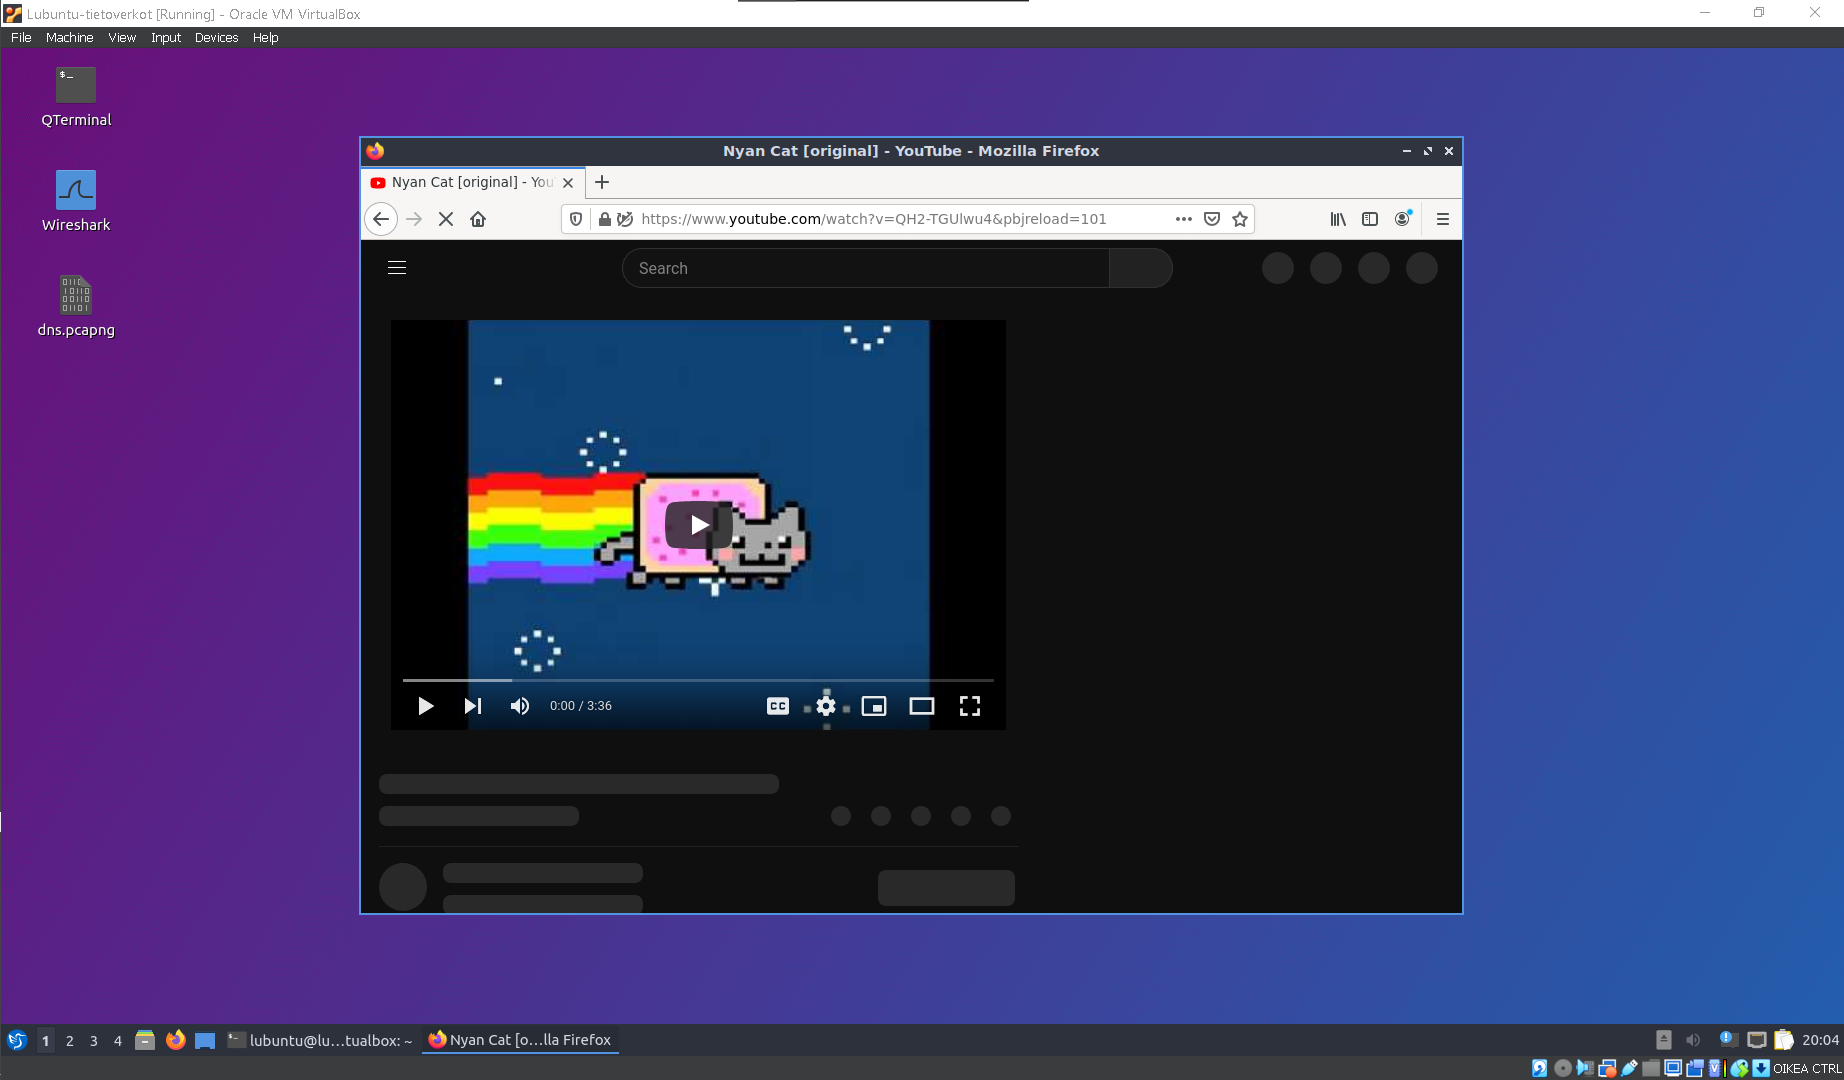 Lubuntu-tietoverkot [Running] - Oracle VM VirtualBox
File Machine View Input Devices Help
$_
QTerminal
Wireshark
dns.pcapng
Nyan Cat [original] - YouTube - Mozilla Firefox
Nyan Cat [original] - You
https://www.youtube.com/watch?v=QH2-TGUlwu4&pbjreload=101
Search
CC
0:00 / 3:36
1 2 3 4
lubuntu@lu...tualbox: ~
Nyan Cat [o...lla Firefox
20:04
OIKEA CTRL